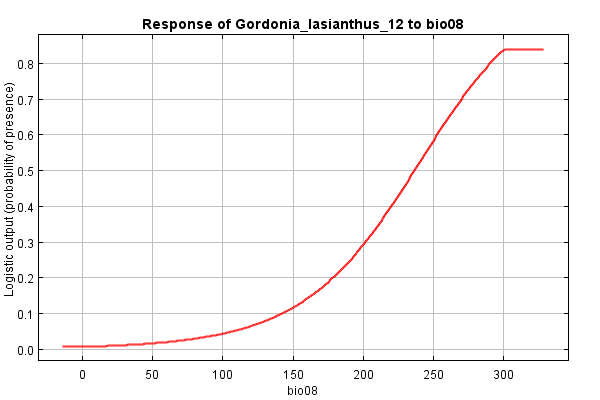 Response of Gordonia_lasianthus_12 to bio08
Logistic output (probability of presence)
0.8
0.7
0.6
0.5
0.4
0.3
0.2
0.1
0.0
0 50 100 150 200 250 300
bio08